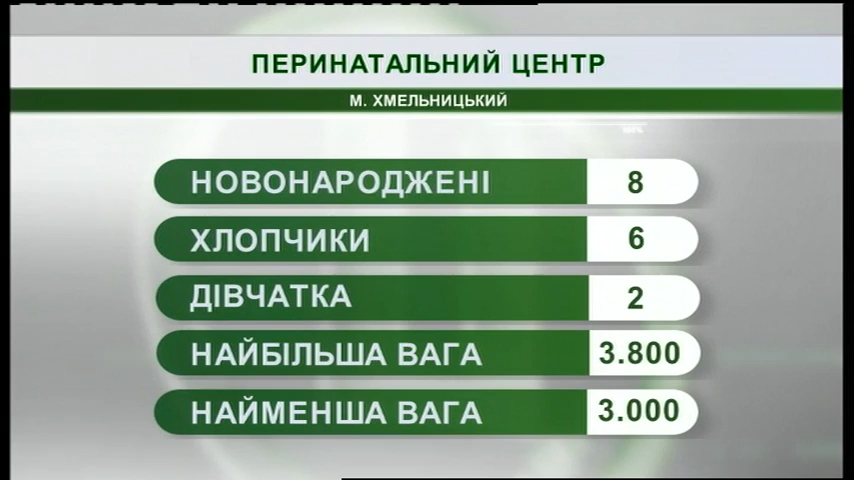 ПЕРИНАТАЛЬНИЙ ЦЕНТР
М. ХМЕЛЬНИЦЬКИЙ
НОВОНАРОДЖЕНІ 8
ХЛОПЧИКИ 6
ДІВЧАТКА 2
НАЙБІЛЬША ВАГА 3.800
НАЙМЕНША ВАГА 3.000